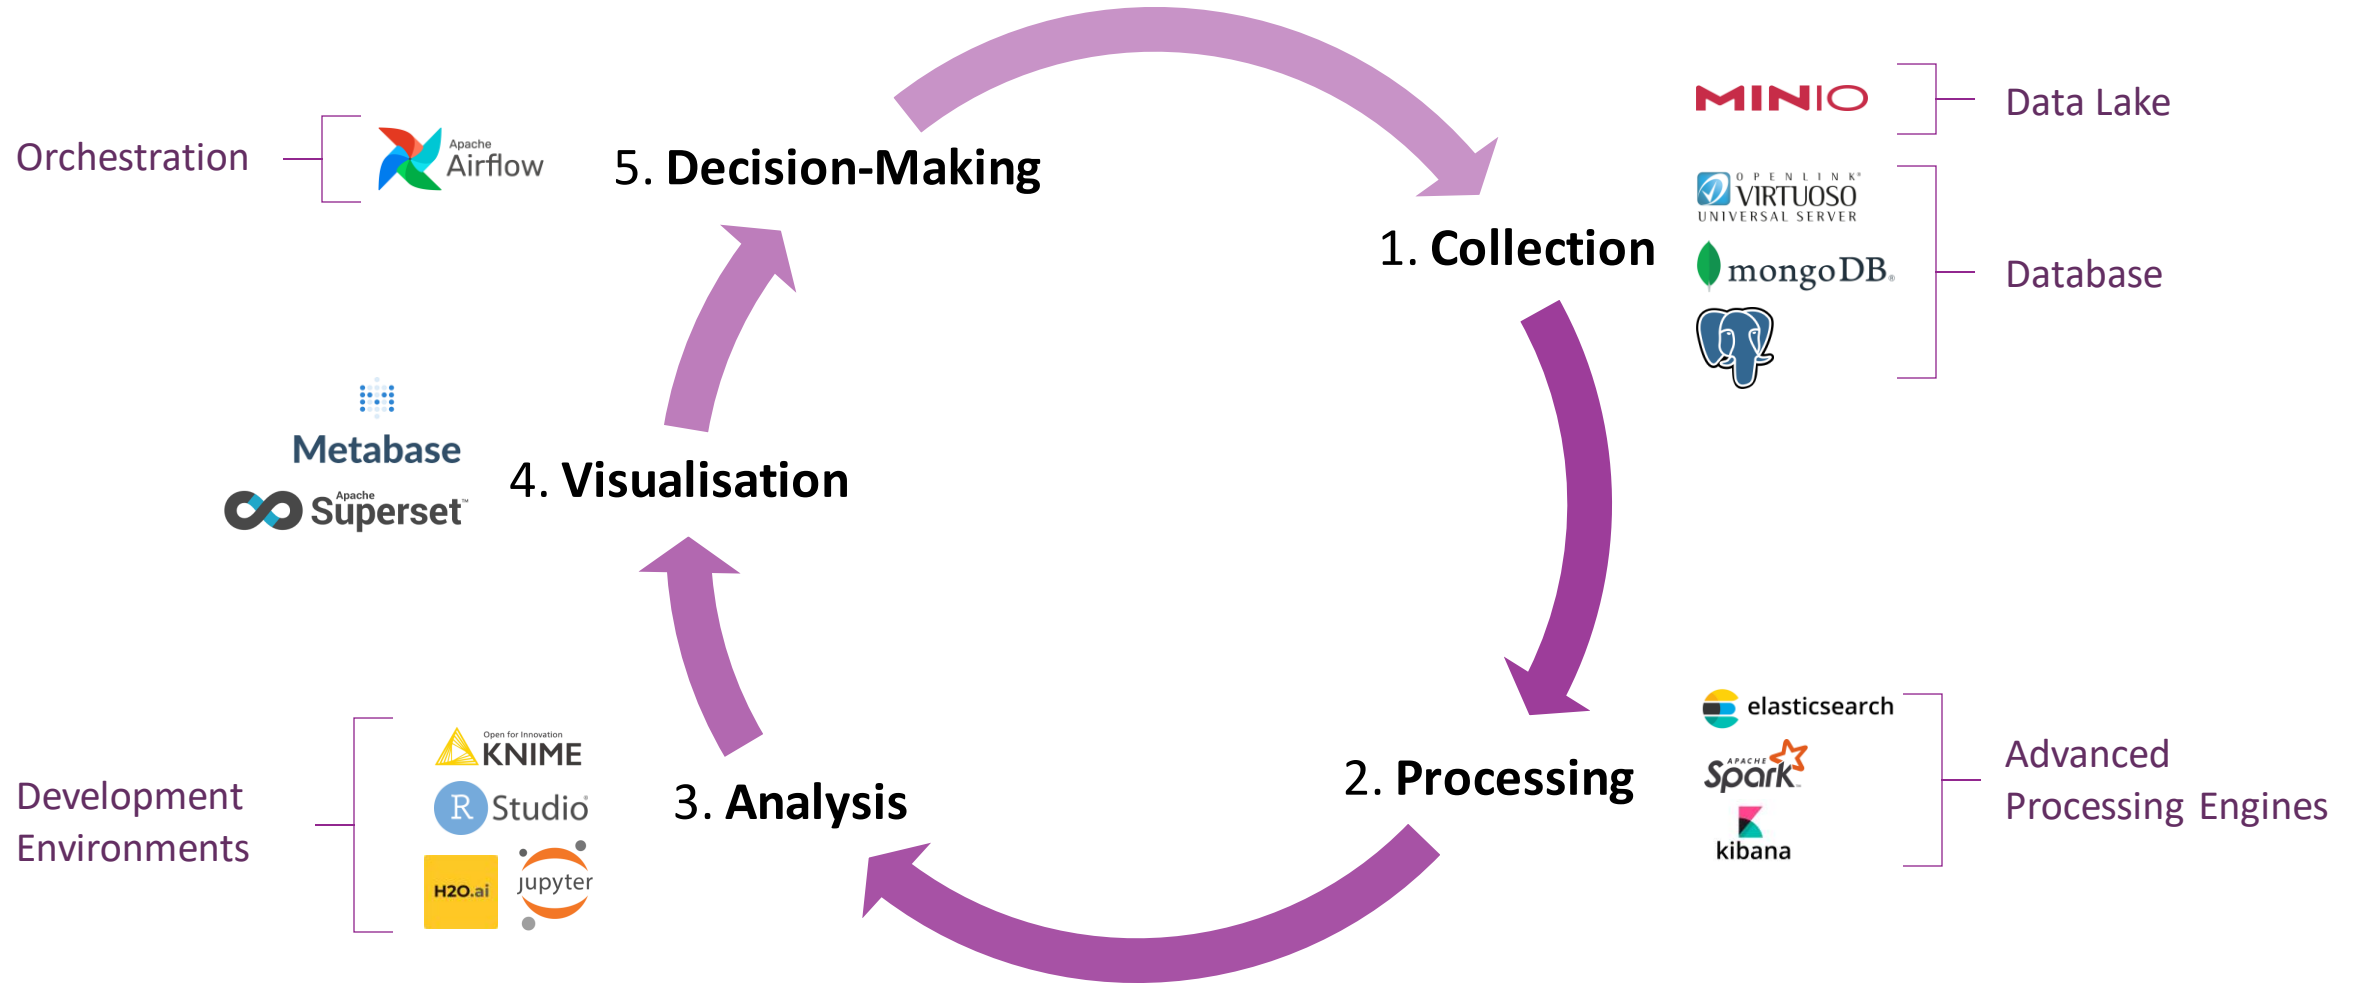 MINIO
Data Lake
Orchestration
Apache
Airflow
5. Decision-Making
OPENLINK®
VIRTUOSO
UNIVERSAL SERVER
1. Collection
mongoDB®
Database
Metabase
4. Visualisation
Apache
Superset™
elasticsearch
APACHE
Spark™
kibana
Advanced
Processing Engines
2. Processing
Development
Environments
Open for Innovation
KNIME
R Studio®
H2O.ai
jupyter
3. Analysis